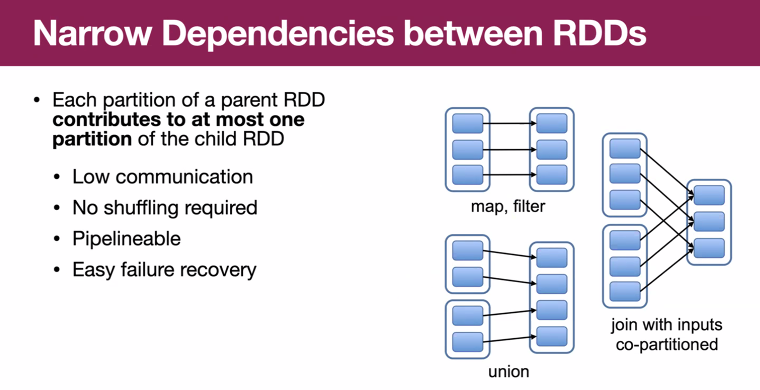 Narrow Dependencies between RDDs
• Each partition of a parent RDD
contributes to at most one
partition of the child RDD
• Low communication
• No shuffling required
• Pipelineable
• Easy failure recovery
map, filter
union
join with inputs
co-partitioned